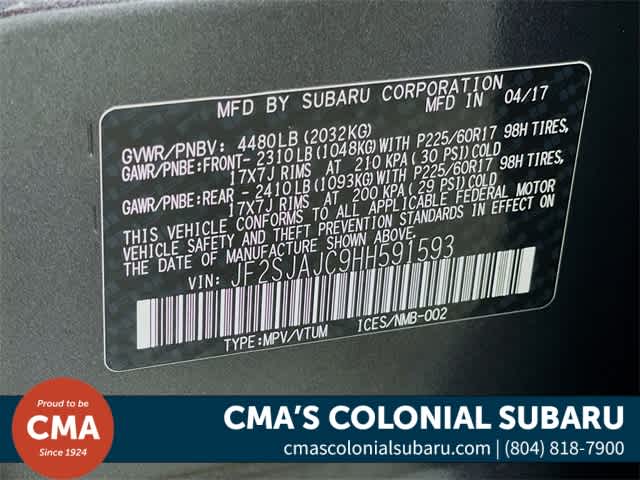 MFD BY SUBARU CORPORATION
MFD IN 04/17
GVWR/PNBV: 4480LB (2032KG)
GAWR/PNBE:FRONT- 2310LB (1048KG)WITH P225/60R17 98H TIRES,
17X7J RIMS AT 210 KPA ( 30 PSI)COLD
GAWR/PNBE:REAR - 2410LB (1093KG)WITH P225/60R17 98H TIRES,
17X7J RIMS AT 200 KPA ( 29 PSI)COLD
THIS VEHICLE CONFORMS TO ALL APPLICABLE FEDERAL MOTOR
VEHICLE SAFETY AND THEFT PREVENTION STANDARDS IN EFFECT ON
THE DATE OF MANUFACTURE SHOWN ABOVE.
VIN: JF2SJAJC9HH591593
TYPE:MPV/VTUM ICES/NMB-002
Proud to be
CMA
Since 1924
CMA'S COLONIAL SUBARU
cmascolonialsubaru.com | (804) 818-7900